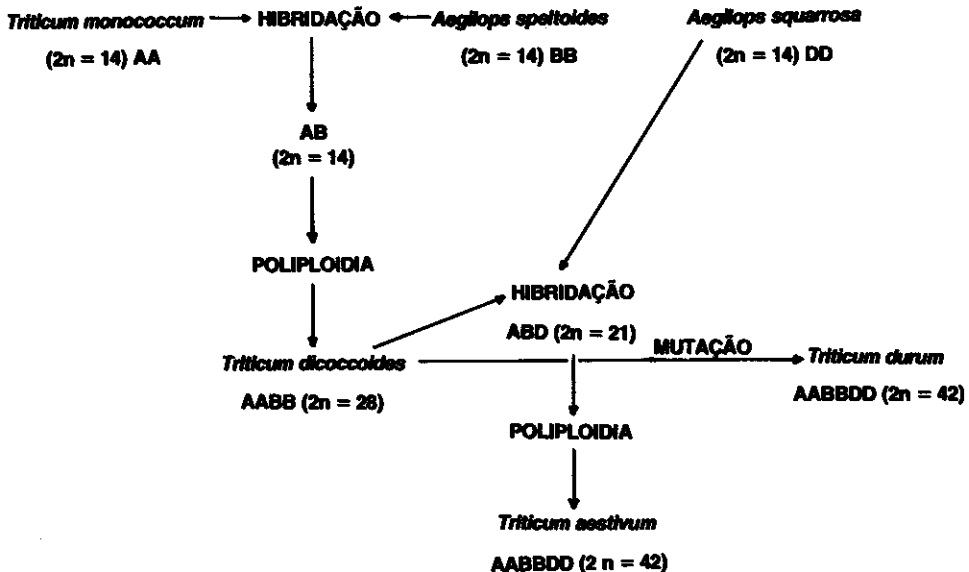 Triticum monococcum
HIBRIDAÇÃO
Aegilops speltoides
Aegilops squarrosa
(2n = 14) AA
(2n = 14) BB
(2n = 14) DD
AB
(2n = 14)
POLIPLOIDIA
HIBRIDAÇÃO
ABD (2n = 21)
MUTAÇÃO
Triticum dicoccoides
Triticum durum
AABB (2n = 28)
AABBDD (2n = 42)
POLIPLOIDIA
Triticum aestivum
AABBDD (2 n = 42)